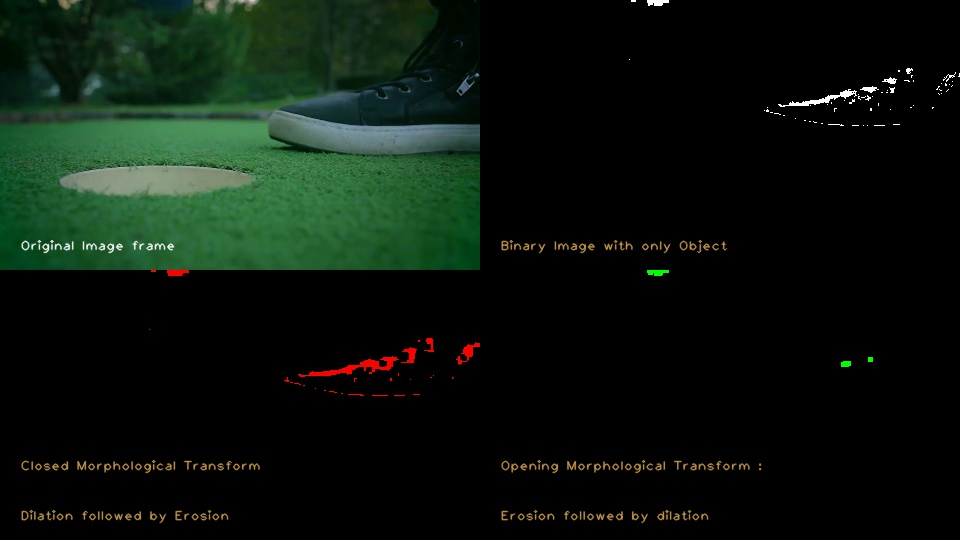 Original Image frame
Binary Image with only Object
Closed Morphological Transform
Dilation followed by Erosion
Opening Morphological Transform :
Erosion followed by dilation